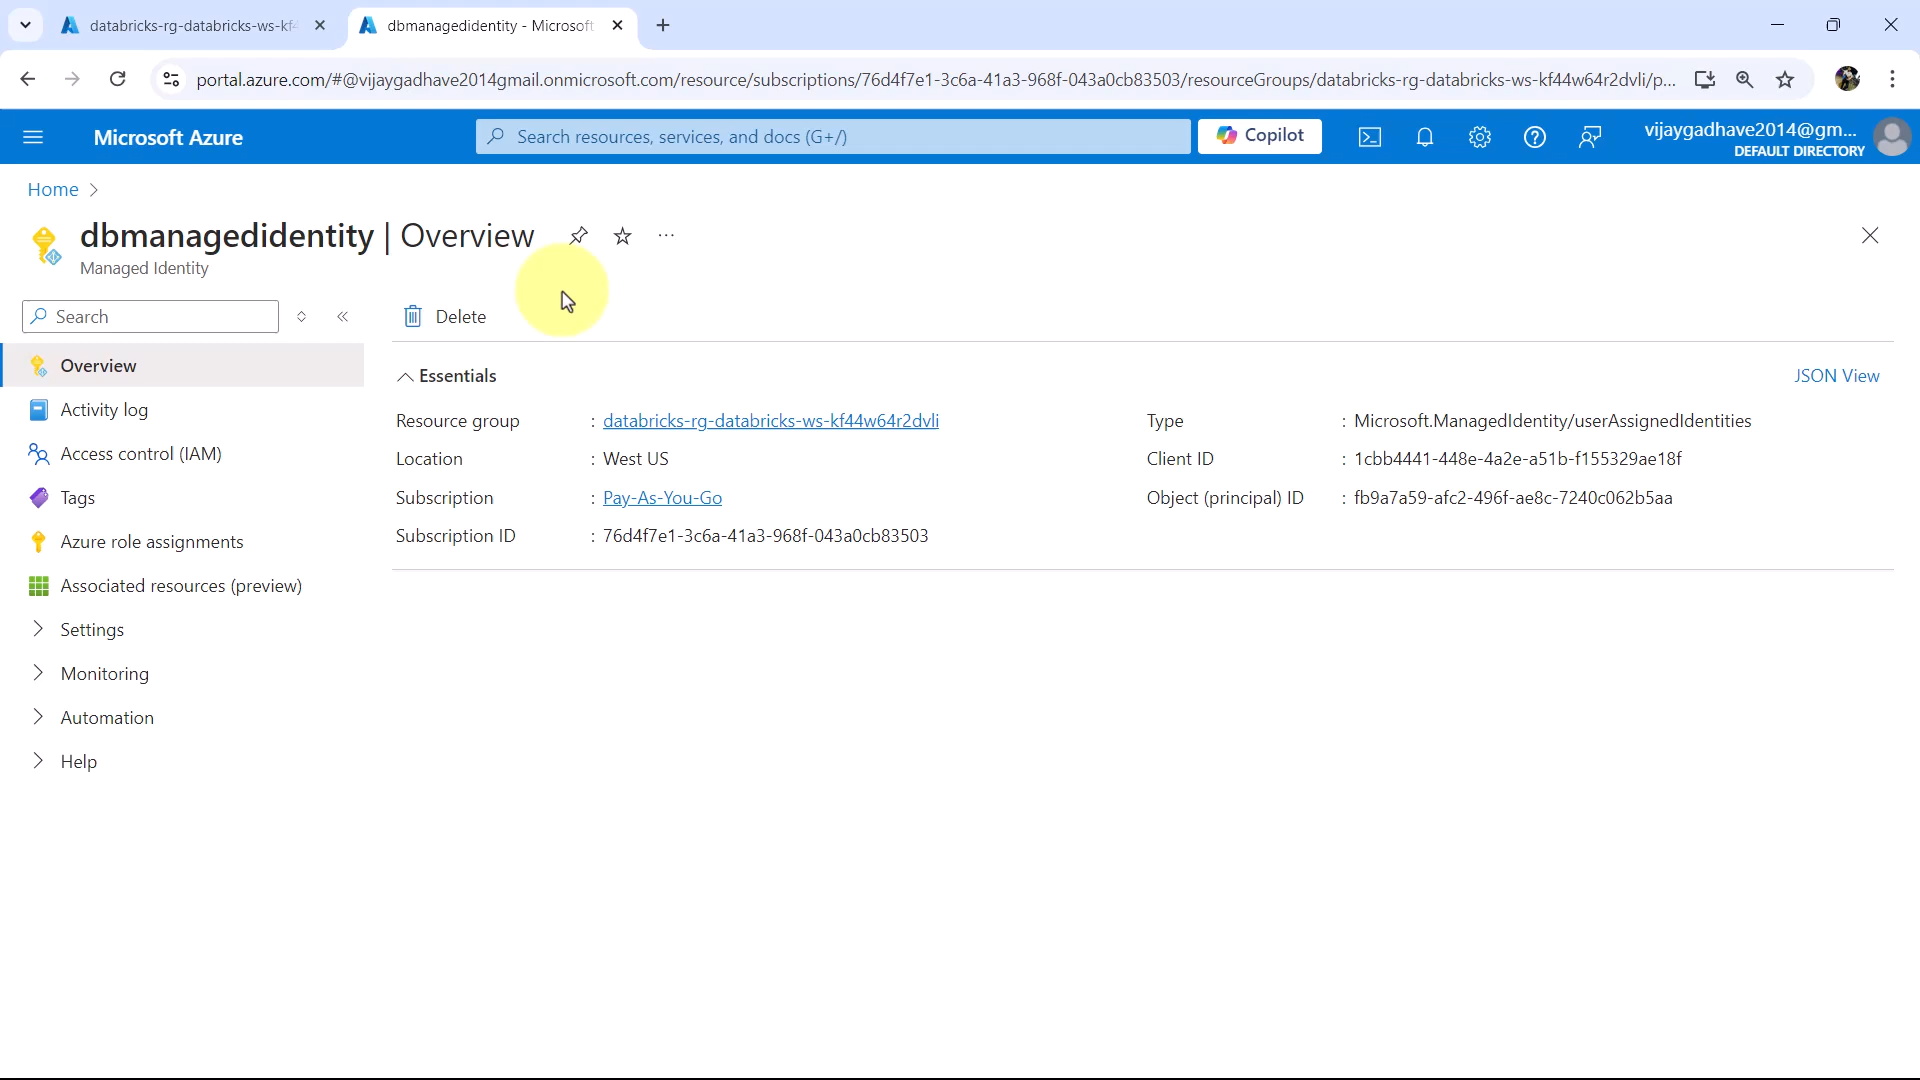 databricks-rg-databricks-ws-kf4
dbmanagedidentity - Microsoft
portal.azure.com/#@vijaygadhave2014gmail.onmicrosoft.com/resource/subscriptions/76d4f7e1-3c6a-41a3-968f-043a0cb83503/resourceGroups/databricks-rg-databricks-ws-kf44w64r2dvli/p...
Microsoft Azure
Search resources, services, and docs (G+/)
Copilot
vijaygadhave2014@gm...
DEFAULT DIRECTORY
Home
dbmanagedidentity | Overview
Managed Identity
Search
Delete
Overview
Activity log
Access control (IAM)
Tags
Azure role assignments
Associated resources (preview)
Settings
Monitoring
Automation
Help
Essentials
JSON View
Resource group : databricks-rg-databricks-ws-kf44w64r2dvli
Location : West US
Subscription : Pay-As-You-Go
Subscription ID : 76d4f7e1-3c6a-41a3-968f-043a0cb83503
Type : Microsoft.ManagedIdentity/userAssignedIdentities
Client ID : 1cbb4441-448e-4a2e-a51b-f155329ae18f
Object (principal) ID : fb9a7a59-afc2-496f-ae8c-7240c062b5aa